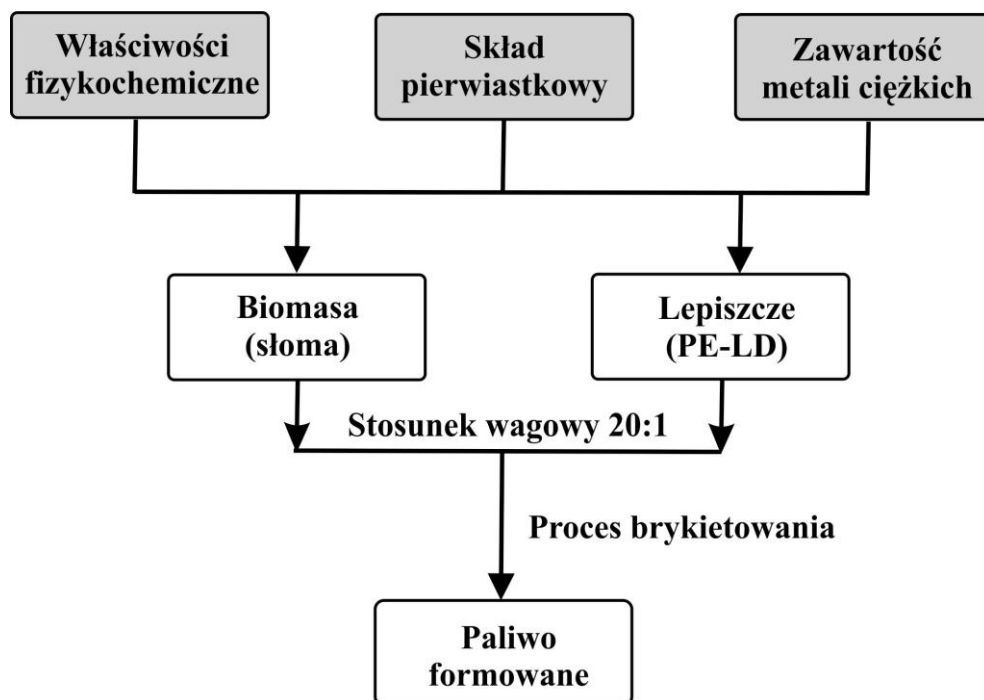 Właściwości
fizykochemiczne
Skład
pierwiastkowy
Zawartość
metali ciężkich
Biomasa
(słoma)
Lepiszcze
(PE-LD)
Stosunek wagowy 20:1
Proces brykietowania
Paliwo
formowane